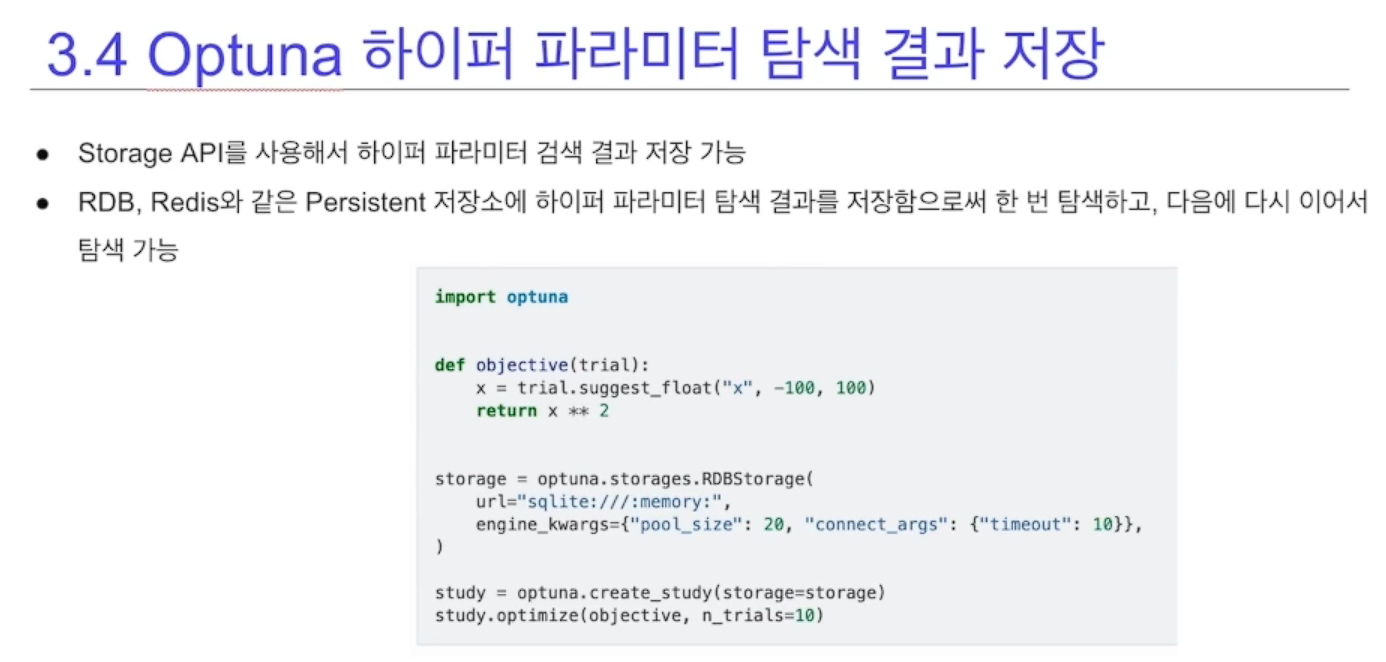 3.4 Optuna 하이퍼 파라미터 탐색 결과 저장
● Storage API를 사용해서 하이퍼 파라미터 검색 결과 저장 가능
● RDB, Redis와 같은 Persistent 저장소에 하이퍼 파라미터 탐색 결과를 저장함으로써 한 번 탐색하고, 다음에 다시 이어서
탐색 가능
import optuna
def objective(trial):
    x = trial.suggest_float("x", -100, 100)
    return x ** 2
storage = optuna.storages.RDBStorage(
    url="sqlite:///:memory:",
    engine_kwargs={"pool_size": 20, "connect_args": {"timeout": 10}},
)
study = optuna.create_study(storage=storage)
study.optimize(objective, n_trials=10)